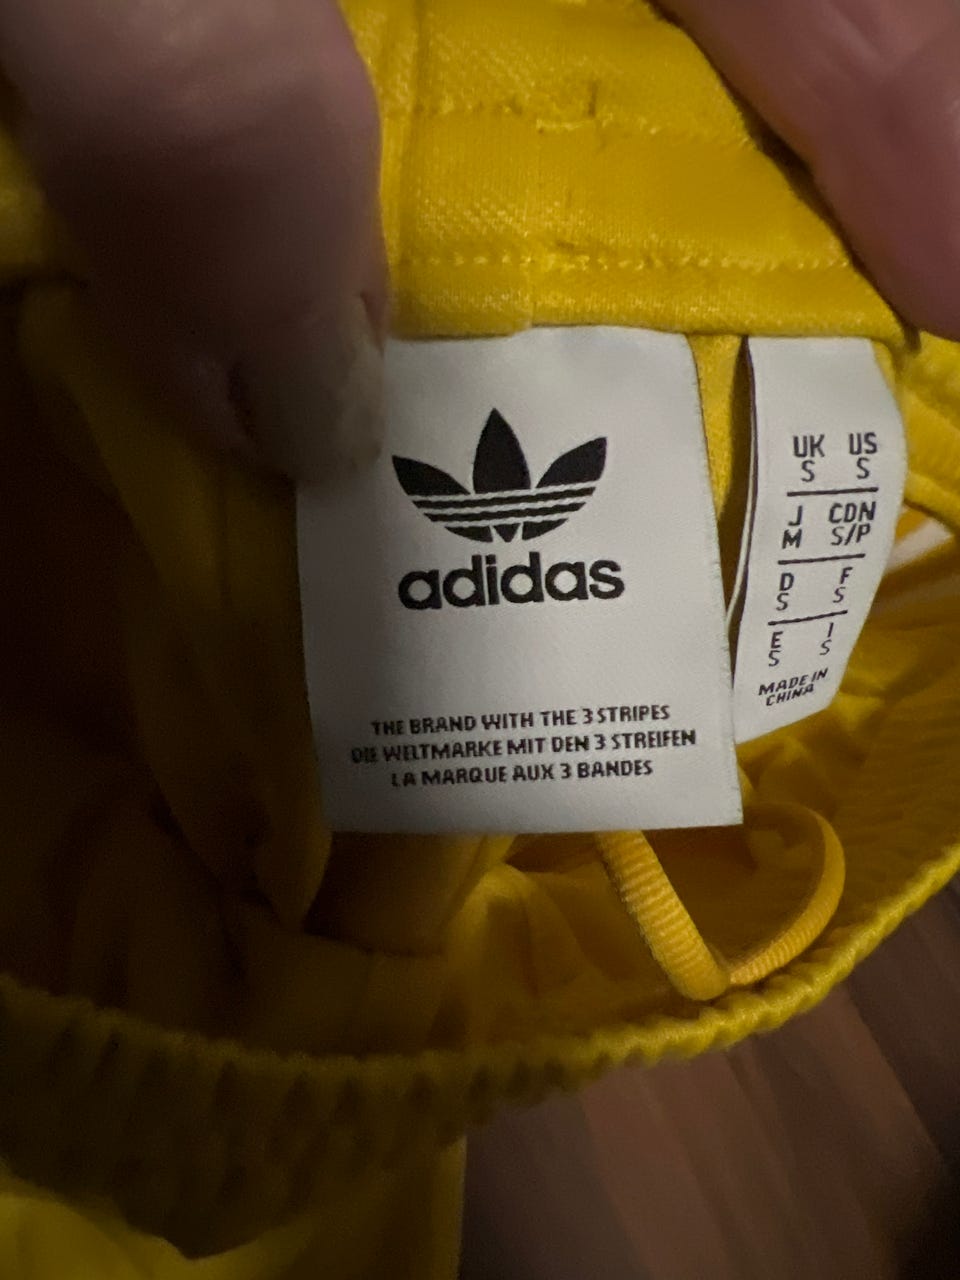 adidas
THE BRAND WITH THE 3 STRIPES
DIE WELTMARKE MIT DEN 3 STREIFEN
LA MARQUE AUX 3 BANDES
UK US
S S
J CDN
M S/P
D F
S S
E I
S S
MADE IN
CHINA